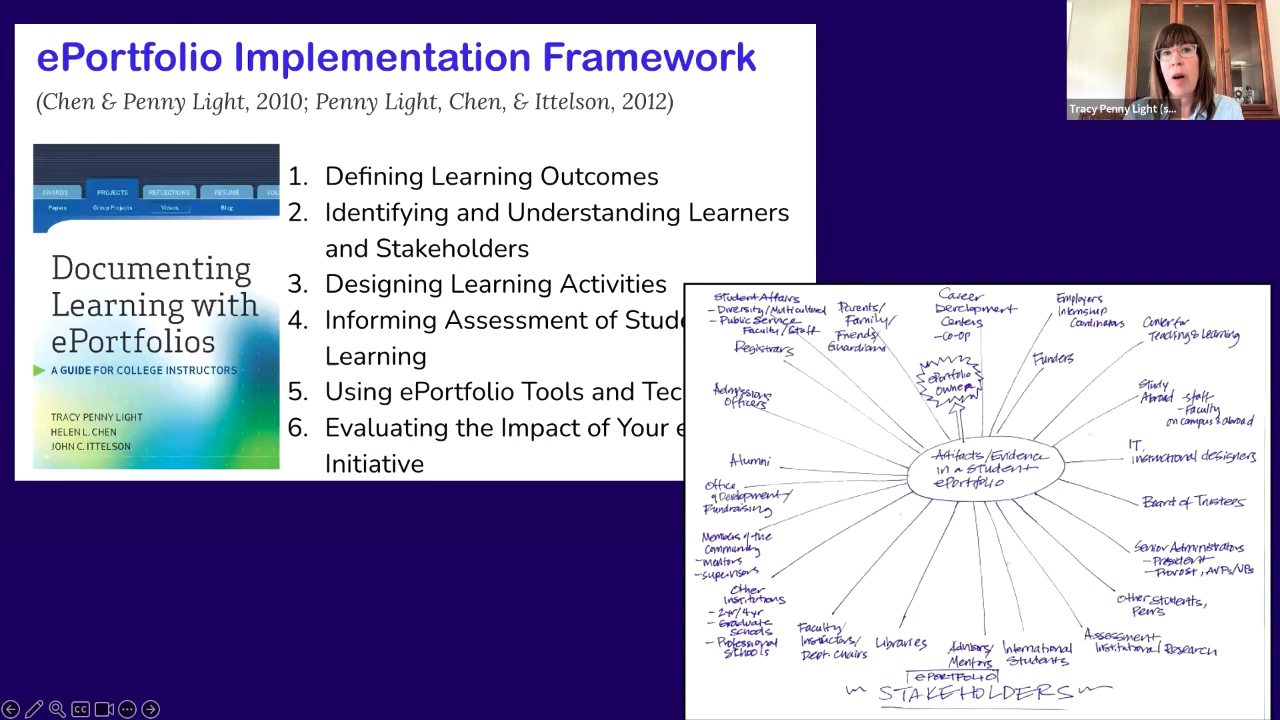 ePortfolio Implementation Framework
(Chen & Penny Light, 2010; Penny Light, Chen, & Ittelson, 2012)
AWARDS
PROJECTS
REFLECTIONS
RESUME
VOL
Papers
Group Projects
Videos
Blog
Documenting
Learning with
ePortfolios
A GUIDE FOR COLLEGE INSTRUCTORS
TRACY PENNY LIGHT
HELEN L. CHEN
JOHN C. ITTELSON
1. Defining Learning Outcomes
2. Identifying and Understanding Learners
and Stakeholders
3. Designing Learning Activities
4. Informing Assessment of Stude
Learning
5. Using ePortfolio Tools and Tec
6. Evaluating the Impact of Your e
Initiative
Tracy Penny Light (s...
Student Affairs
- Diversity/Multicultural
- Public Service
Faculty/Staff
Registrars
Parents/
Family/
Friends/
Guardians
Career
Development
Centers
- Co-op
ePortfolio
owner
Employers
Internship
Coordinators
Funders
Center for
Teaching & Learning
Study
Abroad - staff
- Faculty
on campus & abroad
IT,
instructional designers
Board of Trustees
Senior Administrators
- President
- Provost, AVPs/VPs
Other Students,
Peers
Assessment,
Institutional Research
International
Students
Advisors/
Mentors
Libraries
Faculty/
Instructors/
Dept. Chairs
Other
Institutions
- 2yr/4yr
- Graduate
schools
- Professional
Schools
Members of the
Community
- mentors
- supervisors
Office
of Development/
Fundraising
Alumni
Admissions
Officers
Artifacts/Evidence
in a student
ePortfolio
EPORTFOLIO
STAKEHOLDERS
CC